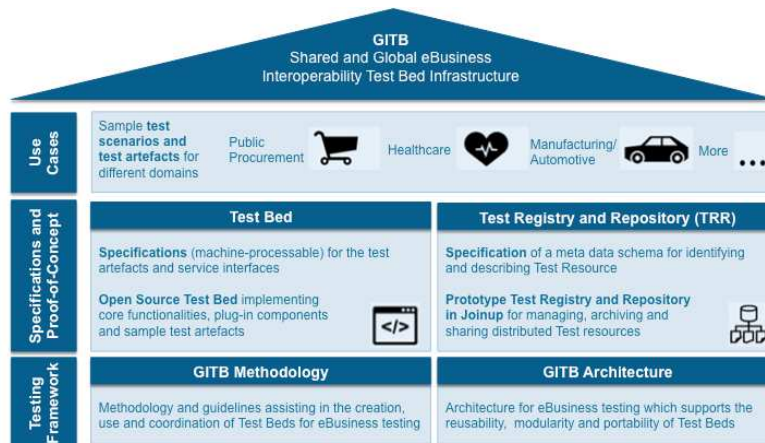 GITB
Shared and Global eBusiness
Interoperability Test Bed Infrastructure
Use
Cases
Sample test
scenarios and
test artefacts for
different domains
Public
Procurement
Healthcare
Manufacturing/
Automotive
More
...
Specifications and
Proof-of-Concept
Test Bed
Specifications (machine-processable) for the test
artefacts and service interfaces
Open Source Test Bed implementing
core functionalities, plug-in components
and sample test artefacts
</>
Test Registry and Repository (TRR)
Specification of a meta data schema for identifying
and describing Test Resource
Prototype Test Registry and Repository
in Joinup for managing, archiving and
sharing distributed Test resources
Testing
Framework
GITB Methodology
Methodology and guidelines assisting in the creation,
use and coordination of Test Beds for eBusiness testing
GITB Architecture
Architecture for eBusiness testing which supports the
reusability, modularity and portability of Test Beds